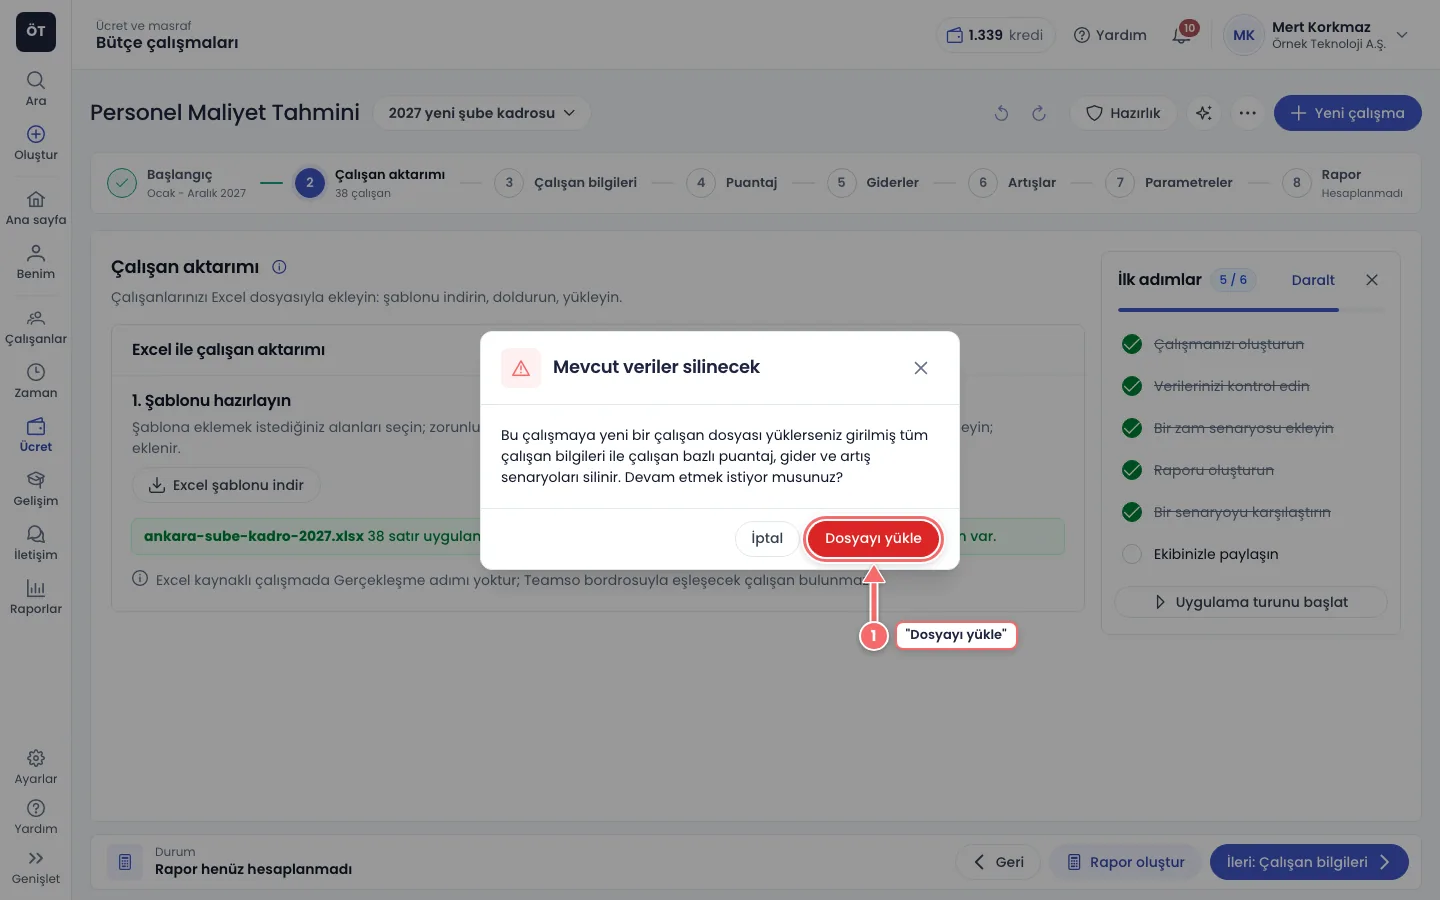 ÖT
Ara
Oluştur
Ana sayfa
Benim
Çalışanlar
Zaman
Ücret
Gelişim
İletişim
Raporlar
Ayarlar
Yardım
Genişlet
Ücret ve masraf
Bütçe çalışmaları
1.339 kredi
Yardım
10
MK
Mert Korkmaz
Örnek Teknoloji A.Ş.
Personel Maliyet Tahmini
2027 yeni şube kadrosu
Hazırlık
Yeni çalışma
Başlangıç
Ocak - Aralık 2027
2
Çalışan aktarımı
38 çalışan
3
Çalışan bilgileri
4
Puantaj
5
Giderler
6
Artışlar
7
Parametreler
8
Rapor
Hesaplanmadı
Çalışan aktarımı
Çalışanlarınızı Excel dosyasıyla ekleyin: şablonu indirin, doldurun, yükleyin.
Excel ile çalışan aktarımı
1. Şablonu hazırlayın
Şablona eklemek istediğiniz alanları seçin; zorunlu
eklenir.
Excel şablonu indir
ankara-sube-kadro-2027.xlsx 38 satır
var.
Excel kaynaklı çalışmada Gerçekleşme adımı yoktur; Teamso bordrosuyla eşleşecek çalışan
Mevcut veriler silinecek
Bu çalışmaya yeni bir çalışan dosyası yüklerseniz girilmiş tüm
çalışan bilgileri ile çalışan bazlı puantaj, gider ve artış
senaryoları silinir. Devam etmek istiyor musunuz?
İptal
Dosyayı yükle
1
"Dosyayı yükle"
İlk adımlar
5 / 6
Daralt
Çalışmanızı oluşturun
Verilerinizi kontrol edin
Bir zam senaryosu ekleyin
Raporu oluşturun
Bir senaryoyu karşılaştırın
Ekibinizle paylaşın
Uygulama turunu başlat
Durum
Rapor henüz hesaplanmadı
Geri
Rapor oluştur
İleri: Çalışan bilgileri